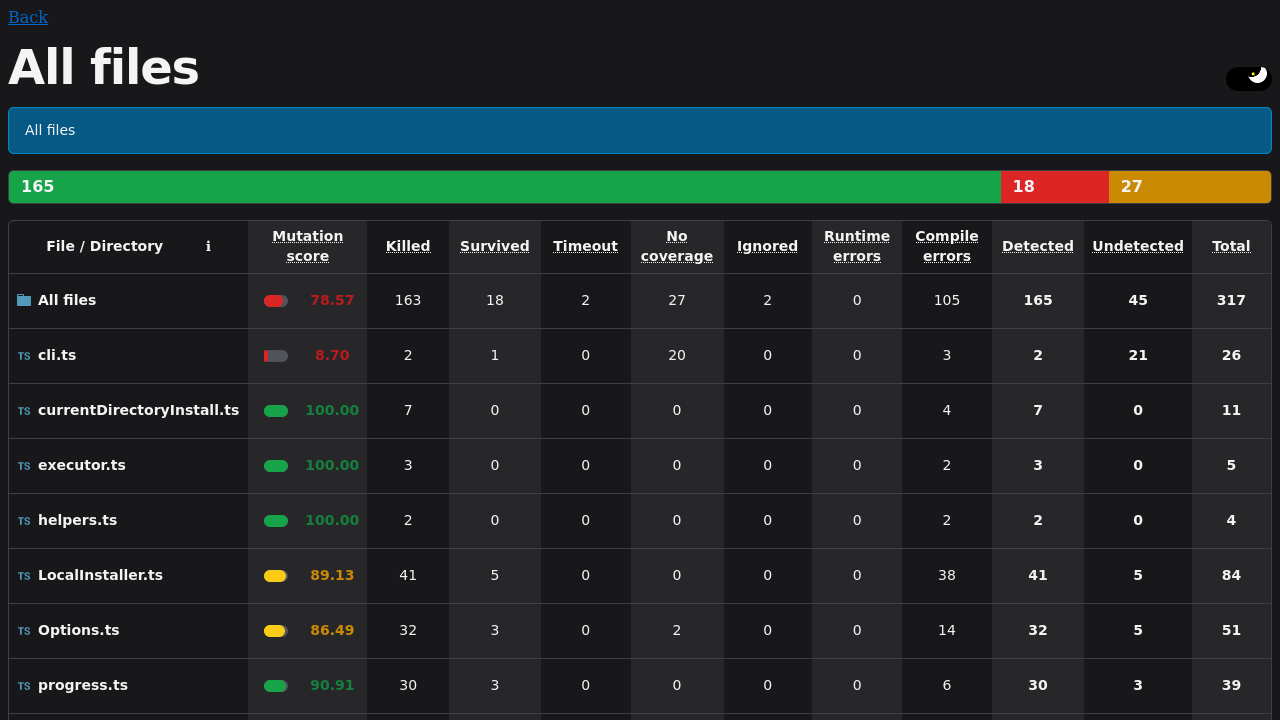 Back
All files
All files
165 18 27
File / Directory ℹ Mutation score Killed Survived Timeout No coverage Ignored Runtime errors Compile errors Detected Undetected Total
All files 78.57 163 18 2 27 2 0 105 165 45 317
TS cli.ts 8.70 2 1 0 20 0 0 3 2 21 26
TS currentDirectoryInstall.ts 100.00 7 0 0 0 0 0 4 7 0 11
TS executor.ts 100.00 3 0 0 0 0 0 2 3 0 5
TS helpers.ts 100.00 2 0 0 0 0 0 2 2 0 4
TS LocalInstaller.ts 89.13 41 5 0 0 0 0 38 41 5 84
TS Options.ts 86.49 32 3 0 2 0 0 14 32 5 51
TS progress.ts 90.91 30 3 0 0 0 0 6 30 3 39